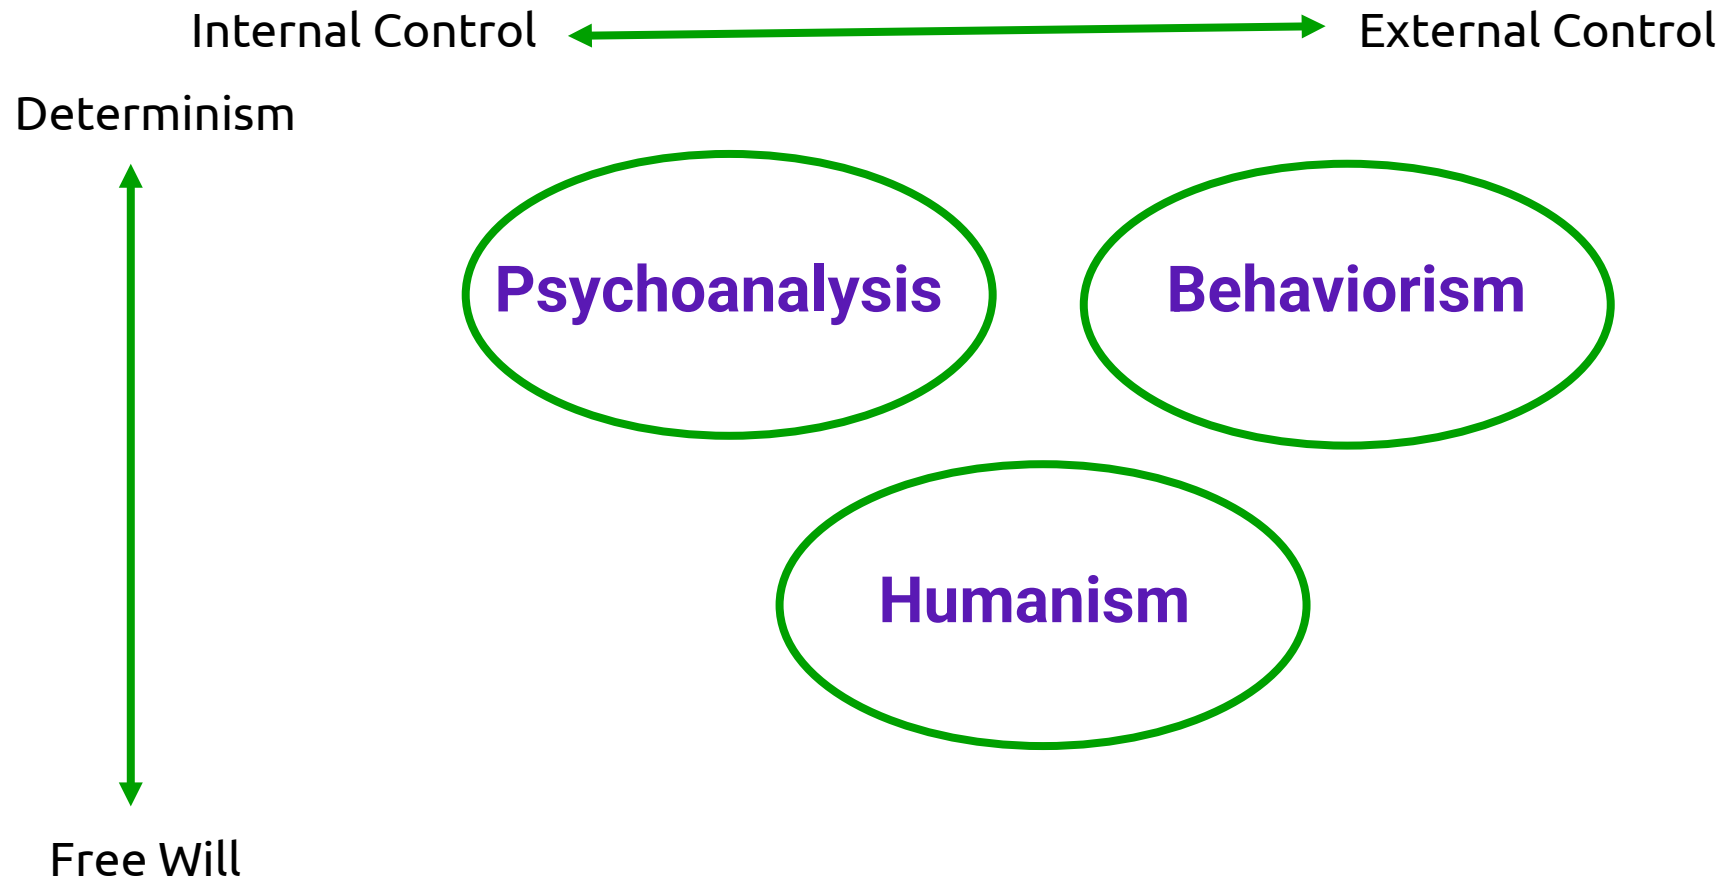 Internal Control
External Control
Determinism
Psychoanalysis
Behaviorism
Humanism
Free Will